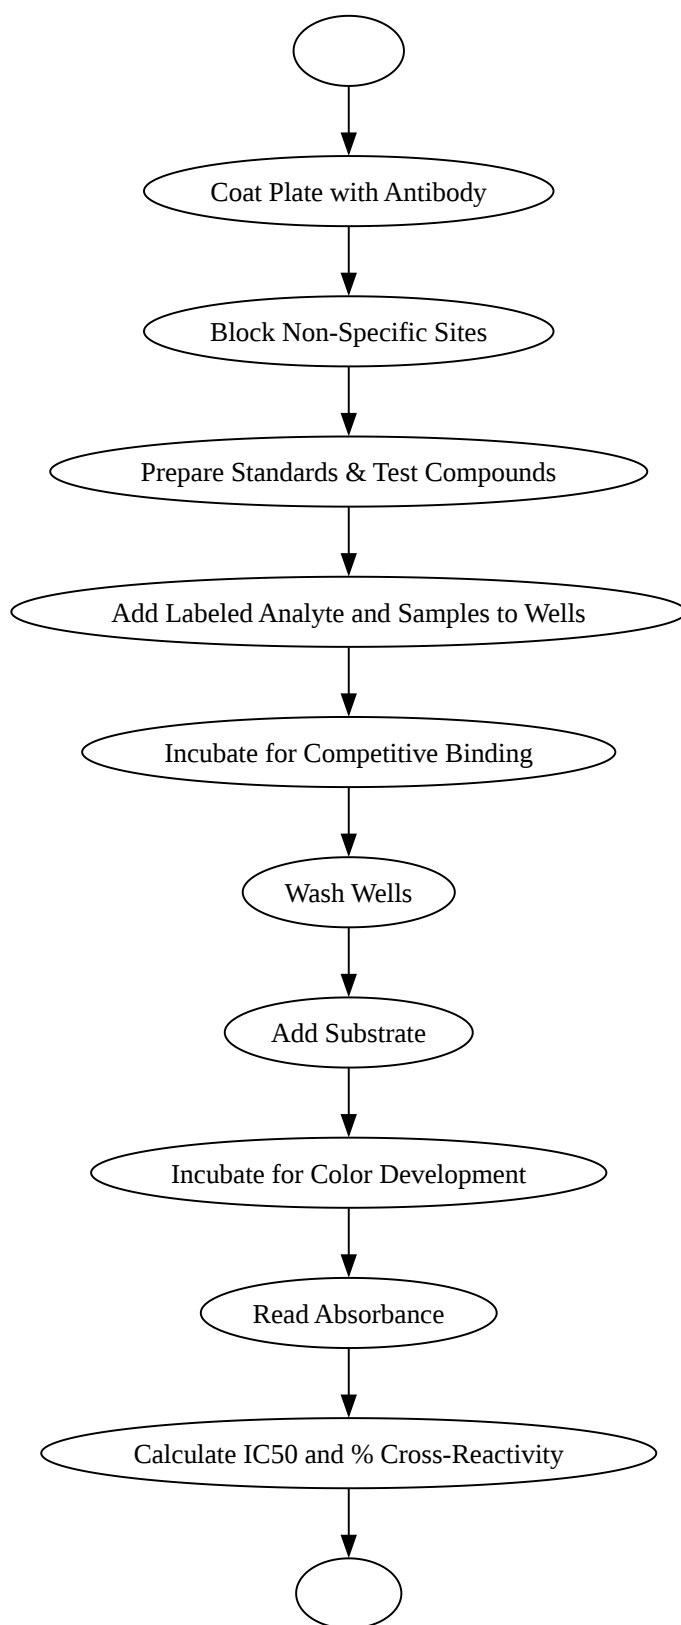 Coat Plate with Antibody
Block Non-Specific Sites
Prepare Standards & Test Compounds
Add Labeled Analyte and Samples to Wells
Incubate for Competitive Binding
Wash Wells
Add Substrate
Incubate for Color Development
Read Absorbance
Calculate IC50 and % Cross-Reactivity